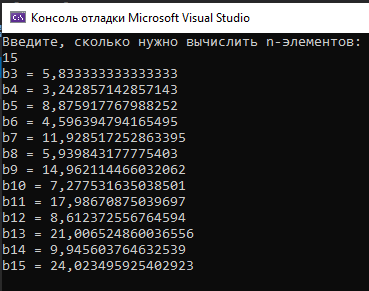 Консоль отладки Microsoft Visual Studio
Введите, сколько нужно вычислить n-элементов:
15
b3 = 5,833333333333333
b4 = 3,242857142857143
b5 = 8,875917767988252
b6 = 4,596394794165495
b7 = 11,928517252863395
b8 = 5,939843177775403
b9 = 14,962114466032062
b10 = 7,277531635038501
b11 = 17,98670875039697
b12 = 8,612372556764594
b13 = 21,006524860036556
b14 = 9,945603764632539
b15 = 24,023495925402923